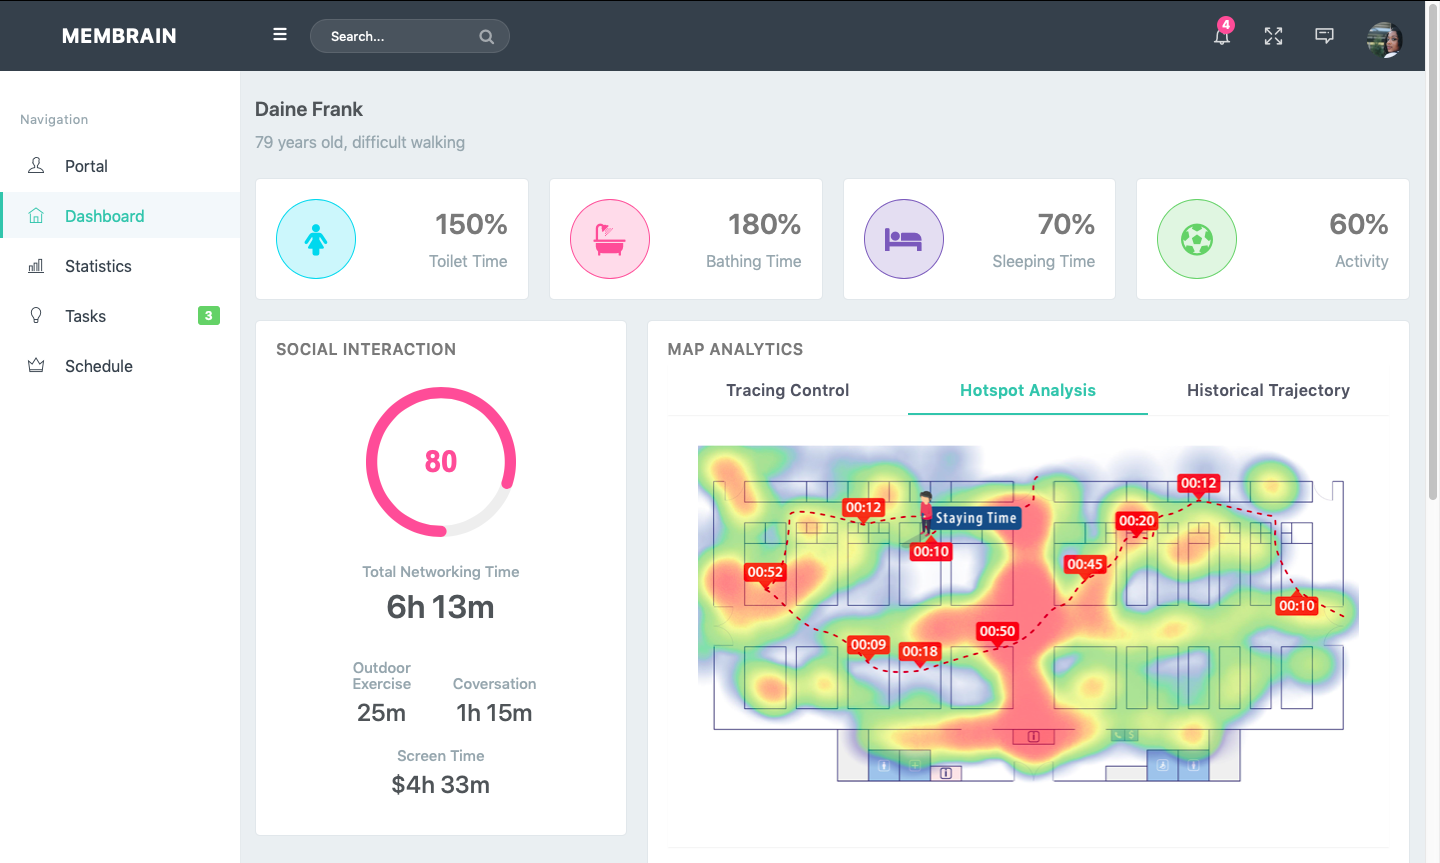 MEMBRAIN
Search...
4
Navigation
Portal
Dashboard
Statistics
Tasks
3
Schedule
Daine Frank
79 years old, difficult walking
150%
Toilet Time
180%
Bathing Time
70%
Sleeping Time
60%
Activity
SOCIAL INTERACTION
80
Total Networking Time
6h 13m
Outdoor
Exercise
25m
Coversation
1h 15m
Screen Time
$4h 33m
MAP ANALYTICS
Tracing Control
Hotspot Analysis
Historical Trajectory
00:12
00:12
Staying Time
00:20
00:10
00:45
00:52
00:10
00:50
00:09
00:18